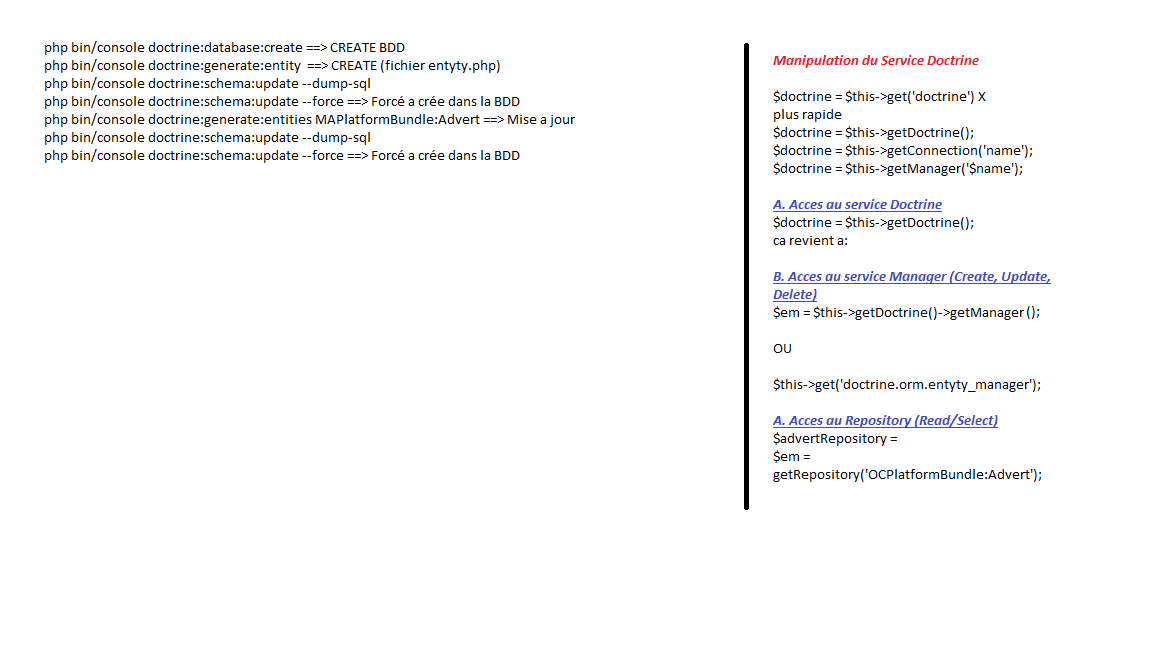 php bin/console doctrine:database:create ==> CREATE BDD
php bin/console doctrine:generate:entity  ==> CREATE (fichier entyty.php)
php bin/console doctrine:schema:update --dump-sql
php bin/console doctrine:schema:update --force ==> Forcé a crée dans la BDD
php bin/console doctrine:generate:entities MAPlatformBundle:Advert ==> Mise a jour
php bin/console doctrine:schema:update --dump-sql
php bin/console doctrine:schema:update --force ==> Forcé a crée dans la BDD
Manipulation du Service Doctrine
$doctrine = $this->get('doctrine') X
plus rapide
$doctrine = $this->getDoctrine();
$doctrine = $this->getConnection('name');
$doctrine = $this->getManager('$name');
A. Acces au service Doctrine
$doctrine = $this->getDoctrine();
ca revient a:
B. Acces au service Manager (Create, Update,
Delete)
$em = $this->getDoctrine()->getManager();
OU
$this->get('doctrine.orm.entyty_manager');
A. Acces au Repository (Read/Select)
$advertRepository =
$em =
getRepository('OCPlatformBundle:Advert');